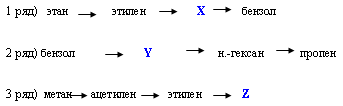 1 ряд) этан → этилен → X → бензол
2 ряд) бензол → Y → н.-гексан → пропен
3 ряд) метан → ацетилен → этилен → Z